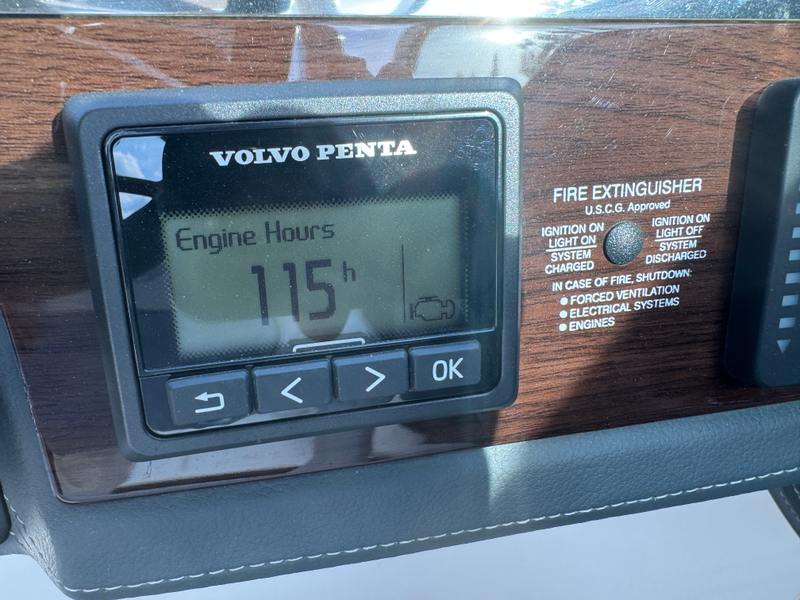 VOLVO PENTA
Engine Hours
115 h
OK
FIRE EXTINGUISHER
U.S.C.G. Approved
IGNITION ON
LIGHT ON
SYSTEM
CHARGED
IGNITION ON
LIGHT OFF
SYSTEM
DISCHARGED
IN CASE OF FIRE, SHUTDOWN:
● FORCED VENTILATION
● ELECTRICAL SYSTEMS
● ENGINES